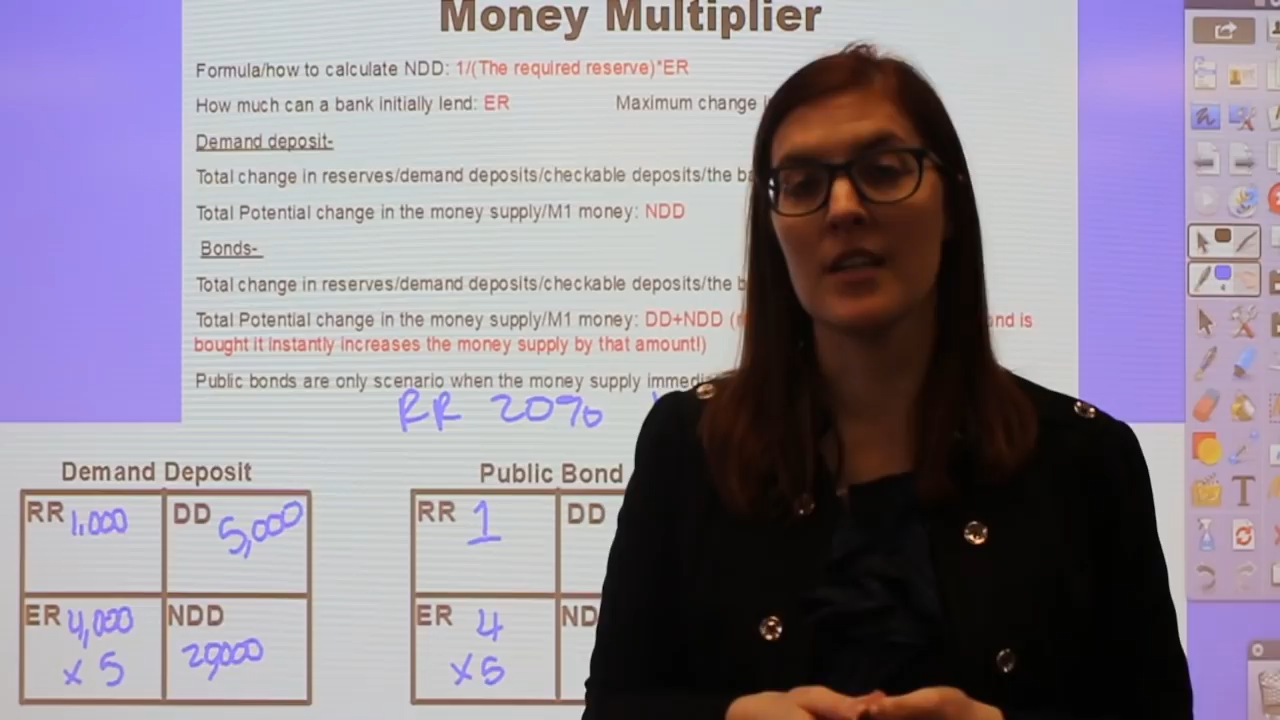 Money Multiplier
Formula/how to calculate NDD: 1/(The required reserve)*ER
How much can a bank initially lend: ER Maximum change
Demand deposit-
Total change in reserves/demand deposits/checkable deposits/the
Total Potential change in the money supply/M1 money: NDD
Bonds-
Total change in reserves/demand deposits/checkable deposits/the
Total Potential change in the money supply/M1 money: DD+NDD ( is
bought it instantly increases the money supply by that amount!)
Public bonds are only scenario when the money supply
RR 20%
Demand Deposit Public Bond
RR 1,000 DD 5,000 RR 1 DD
ER 4,000 NDD ER 4
x 5 20,000 x 5